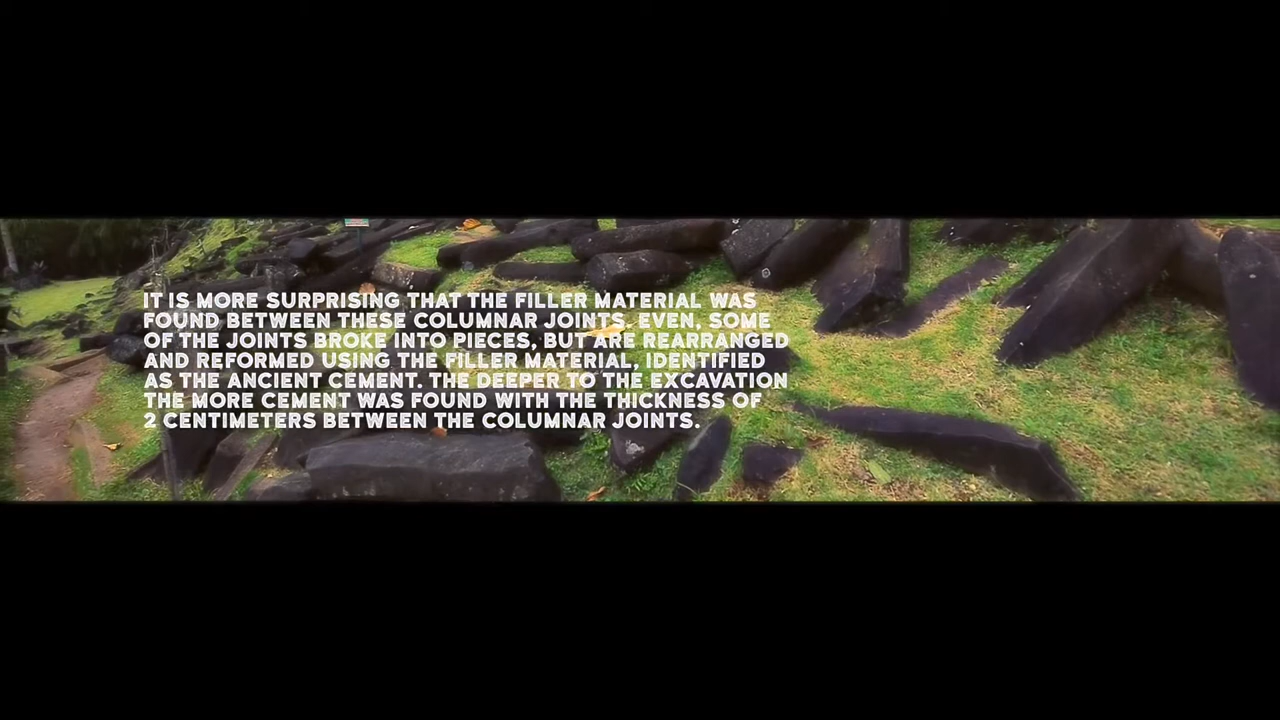 IT IS MORE SURPRISING THAT THE FILLER MATERIAL WAS
FOUND BETWEEN THESE COLUMNAR JOINTS. EVEN, SOME
OF THE JOINTS BROKE INTO PIECES, BUT ARE REARRANGED
AND REFORMED USING THE FILLER MATERIAL, IDENTIFIED
AS THE ANCIENT CEMENT. THE DEEPER TO THE EXCAVATION
THE MORE CEMENT WAS FOUND WITH THE THICKNESS OF
2 CENTIMETERS BETWEEN THE COLUMNAR JOINTS.